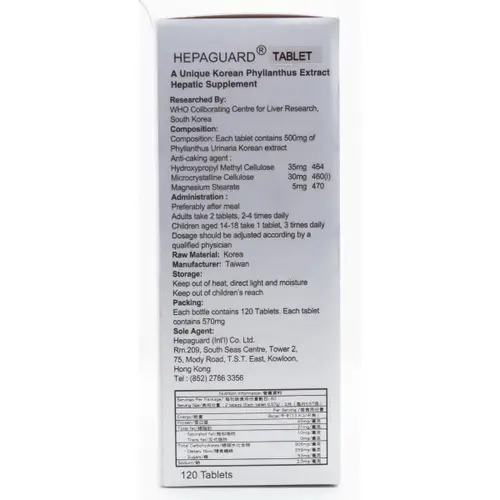 HEPAGUARD® TABLET
A Unique Korean Phyllanthus Extract
Hepatic Supplement
Researched By:
WHO Collborating Centre for Liver Research,
South Korea
Composition:
Composition: Each tablet contains 500mg of
Phyllanthus Urinaria Korean extract
Anti-caking agent :
Hydroxypropyl Methyl Cellulose 35mg 464
Microcrystalline Cellulose 30mg 460(i)
Magnesium Stearate 5mg 470
Administration :
Preferably after meal
Adults take 2 tablets, 2-4 times daily
Children aged 14-18 take 1 tablet, 3 times daily
Dosage should be adjusted according by a
qualified physician
Raw Material: Korea
Manufacturer: Taiwan
Storage:
Keep out of heat, direct light and moisture
Keep out of children's reach
Packing:
Each bottle contains 120 Tablets. Each tablet
contains 570mg
Sole Agent:
Hepaguard (Int'l) Co. Ltd.
Rm.209, South Seas Centre, Tower 2,
75, Mody Road, T.S.T. East, Kowloon,
Hong Kong
Tel : (852) 2786 3356
Nutrition Information
Servings Per Package
Per Serving
Energy
Protein
Total fat
- Saturated fat
- Trans fat
Total Carbohydrates
- Dietary fibre
- Sugars
Sodium
120 Tablets